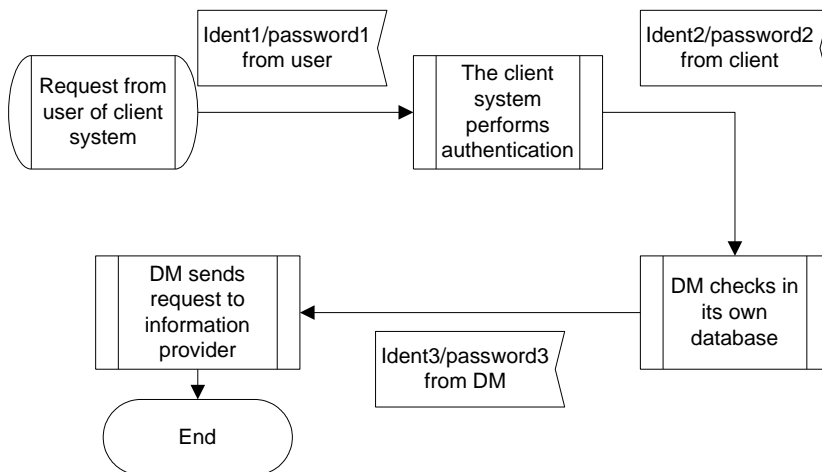 Ident1/password1
from user
Ident2/password2
from client
Request from
user of client
system
The client
system
performs
authentication
DM sends
request to
information
provider
DM checks in
its own
database
Ident3/password3
from DM
End